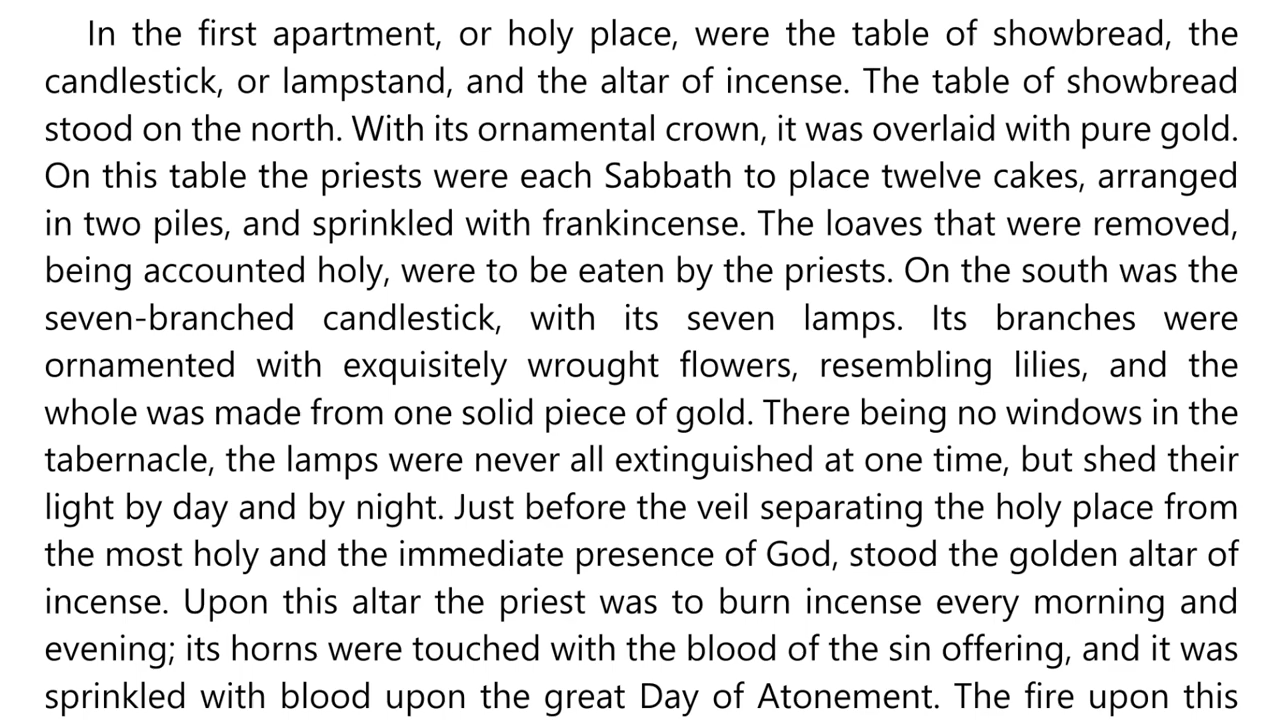 In the first apartment, or holy place, were the table of showbread, the
candlestick, or lampstand, and the altar of incense. The table of showbread
stood on the north. With its ornamental crown, it was overlaid with pure gold.
On this table the priests were each Sabbath to place twelve cakes, arranged
in two piles, and sprinkled with frankincense. The loaves that were removed,
being accounted holy, were to be eaten by the priests. On the south was the
seven-branched candlestick, with its seven lamps. Its branches were
ornamented with exquisitely wrought flowers, resembling lilies, and the
whole was made from one solid piece of gold. There being no windows in the
tabernacle, the lamps were never all extinguished at one time, but shed their
light by day and by night. Just before the veil separating the holy place from
the most holy and the immediate presence of God, stood the golden altar of
incense. Upon this altar the priest was to burn incense every morning and
evening; its horns were touched with the blood of the sin offering, and it was
sprinkled with blood upon the great Day of Atonement. The fire upon this